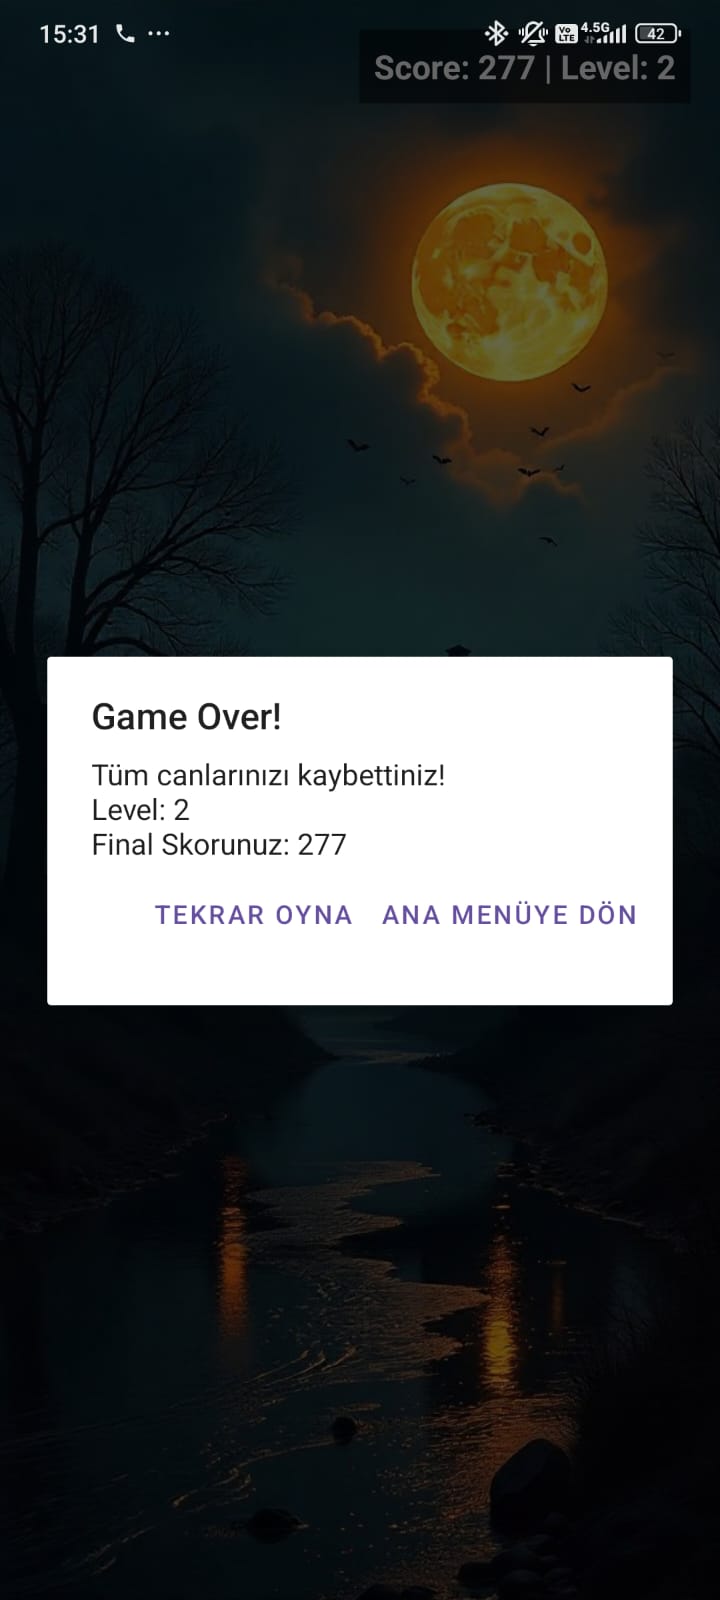 15:31
Vo LTE 4.5G 42
Score: 277 | Level: 2
Game Over!
Tüm canlarınızı kaybettiniz!
Level: 2
Final Skorunuz: 277
TEKRAR OYNA ANA MENÜYE DÖN